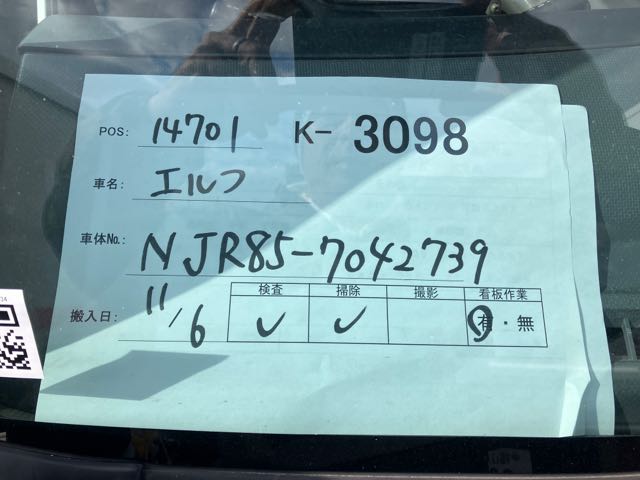 POS: 14701 K-3098
車名: エルフ
車体No.: NJR85-7042739
検査 掃除 撮影 看板作業
搬入日: 11/6 ✓ ✓ 有・無
34